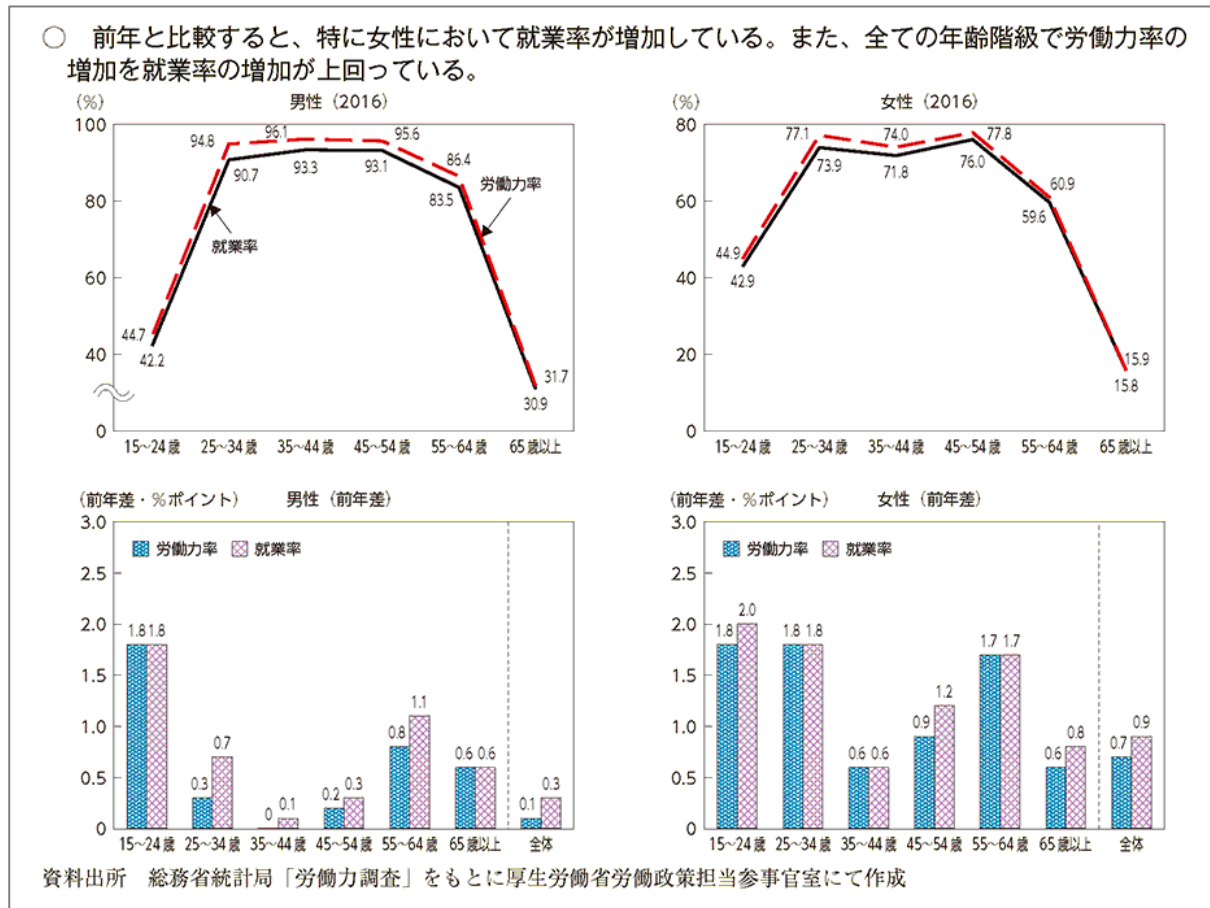 ○　前年と比較すると、特に女性において就業率が増加している。また、全ての年齢階級で労働力率の
増加を就業率の増加が上回っている。
（%）　男性（2016）
100
80
60
40
0
94.8 96.1 95.6 86.4
90.7 93.3 93.1 83.5
労働力率
就業率
44.7
42.2
31.7
30.9
15～24歳 25～34歳 35～44歳 45～54歳 55～64歳 65歳以上
女性（2016）
（%）
80
60
40
20
0
77.1 74.0 77.8
73.9 71.8 76.0
60.9
59.6
44.9
42.9
15.9
15.8
15～24歳 25～34歳 35～44歳 45～54歳 55～64歳 65歳以上
（前年差・%ポイント）　男性（前年差）
3.0
2.5
2.0
1.5
1.0
0.5
0
労働力率 就業率
1.8 1.8 0.3 0.7 0 0.1 0.2 0.3 0.8 1.1 0.6 0.6 0.1 0.3
15～24歳 25～34歳 35～44歳 45～54歳 55～64歳 65歳以上 全体
（前年差・%ポイント）　女性（前年差）
3.0
2.5
2.0
1.5
1.0
0.5
0
労働力率 就業率
1.8 2.0 1.8 1.8 0.6 0.6 0.9 1.2 1.7 1.7 0.6 0.8 0.7 0.9
15～24歳 25～34歳 35～44歳 45～54歳 55～64歳 65歳以上 全体
資料出所　総務省統計局「労働力調査」をもとに厚生労働省労働政策担当参事官室にて作成